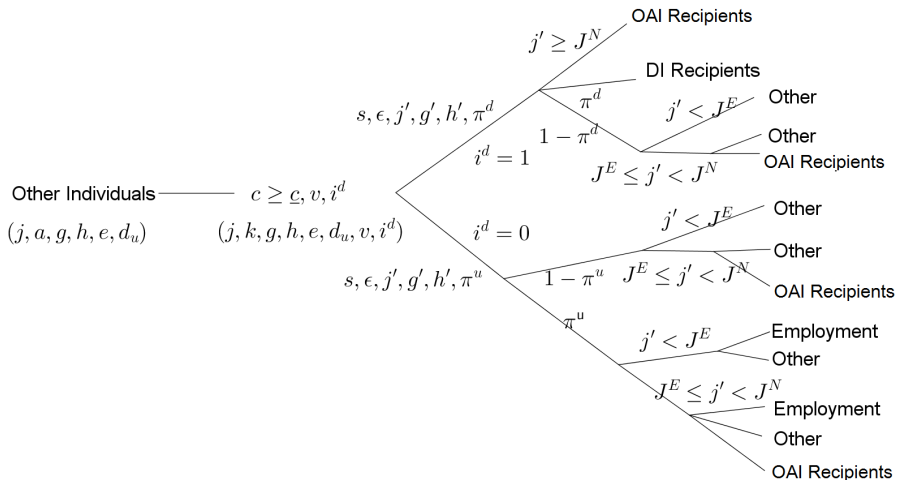 OAI Recipients
j′ ≥ J^N
DI Recipients
π^d
j′ < J^E
Other
s, ϵ, j′, g′, h′, π^d
1 − π^d
Other
i^d = 1
OAI Recipients
J^E ≤ j′ < J^N
Other Individuals
c ≥ c̲, v, i^d
(j, a, g, h, e, d_u)
(j, k, g, h, e, d_u, v, i^d)
i^d = 0
j′ < J^E
Other
Other
s, ϵ, j′, g′, h′, π^u
1 − π^u
J^E ≤ j′ < J^N
OAI Recipients
π^u
j′ < J^E
Employment
Other
J^E ≤ j′ < J^N
Employment
Other
OAI Recipients